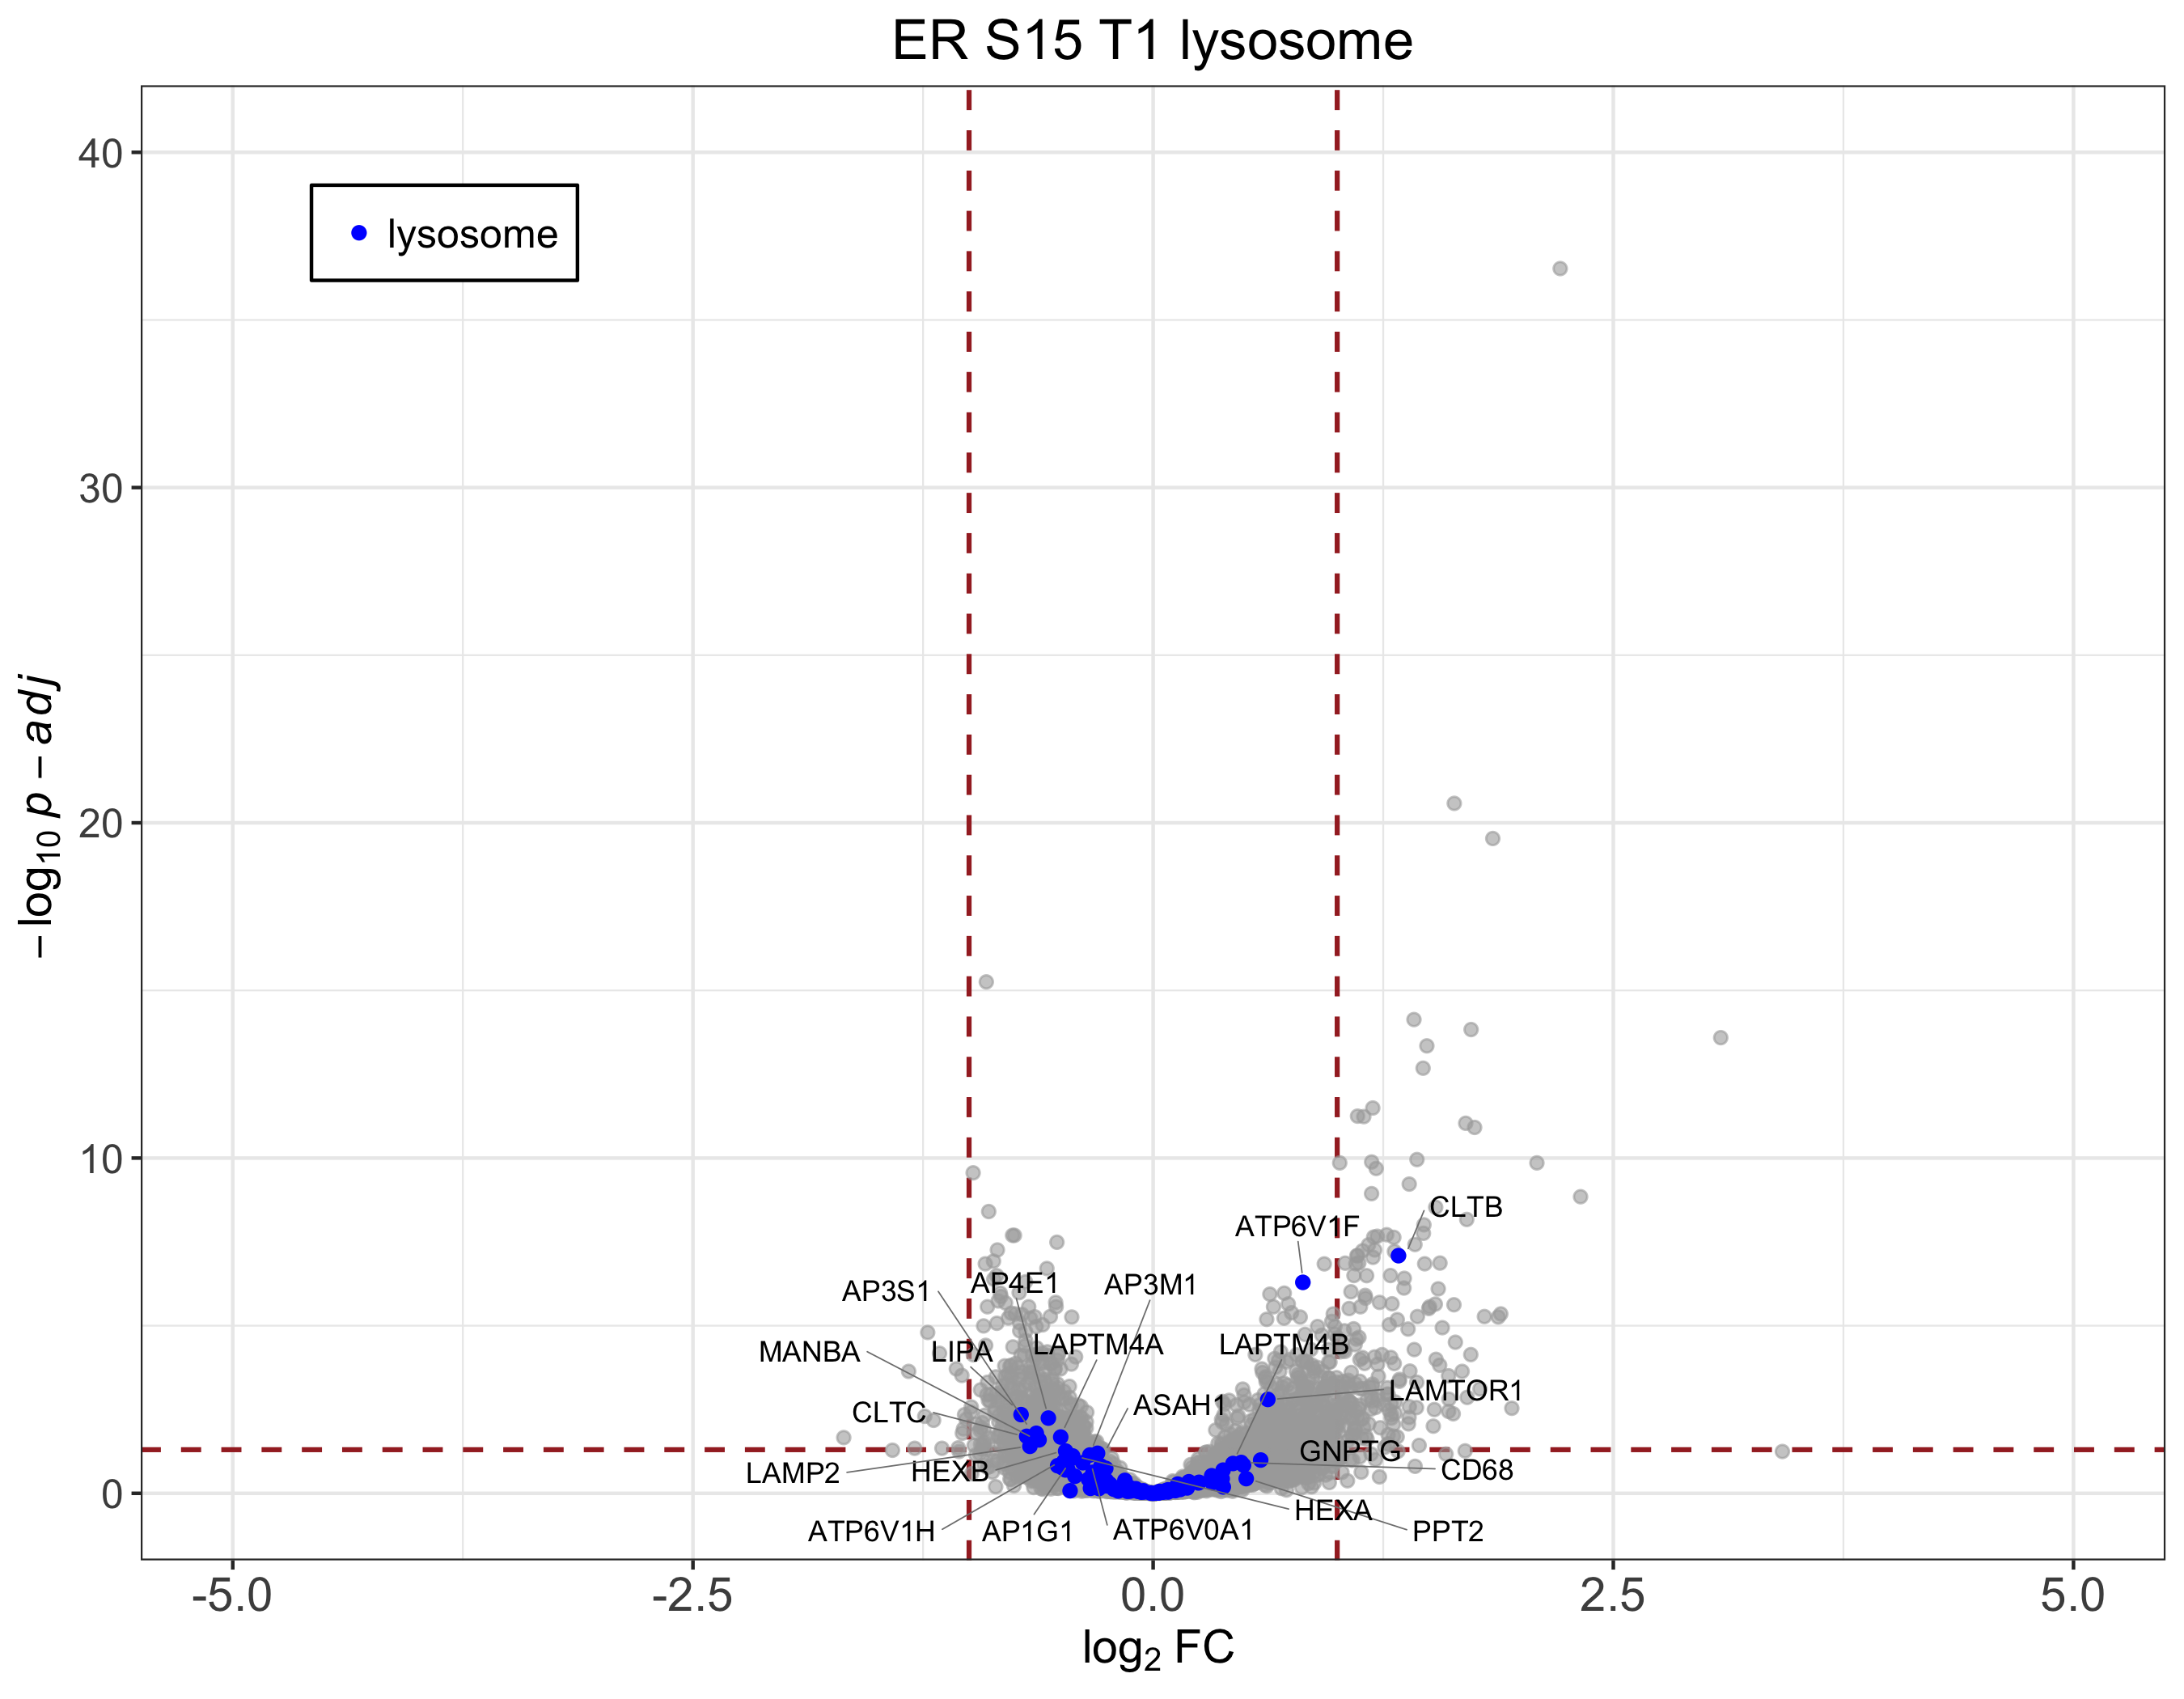 ER S15 T1 lysosome
40
lysosome
30
−log10 p − adj
20
10
CLTB
ATP6V1F
AP3S1
AP4E1
AP3M1
MANBA
LIPA
LAPTM4A
LAPTM4B
LAMTOR1
CLTC
ASAH1
GNPTG
LAMP2
HEXB
CD68
0
HEXA
ATP6V1H
AP1G1
ATP6V0A1
PPT2
-5.0
-2.5
0.0
2.5
5.0
log2 FC